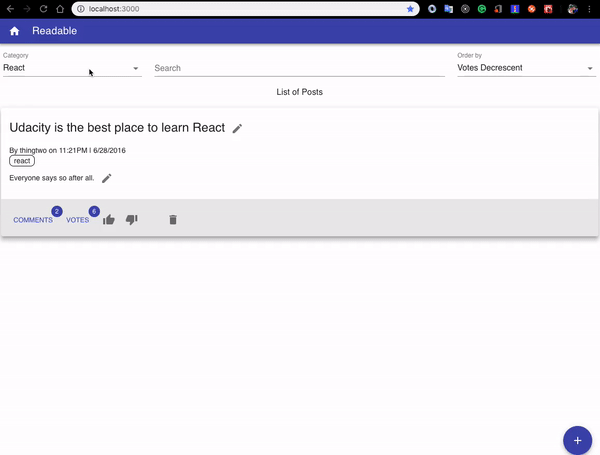 localhost:3000
Readable
Category
React
Search
Order by
Votes Decrescent
List of Posts
Udacity is the best place to learn React
By thingtwo on 11:21PM | 6/28/2016
react
Everyone says so after all.
COMMENTS 2 VOTES 6